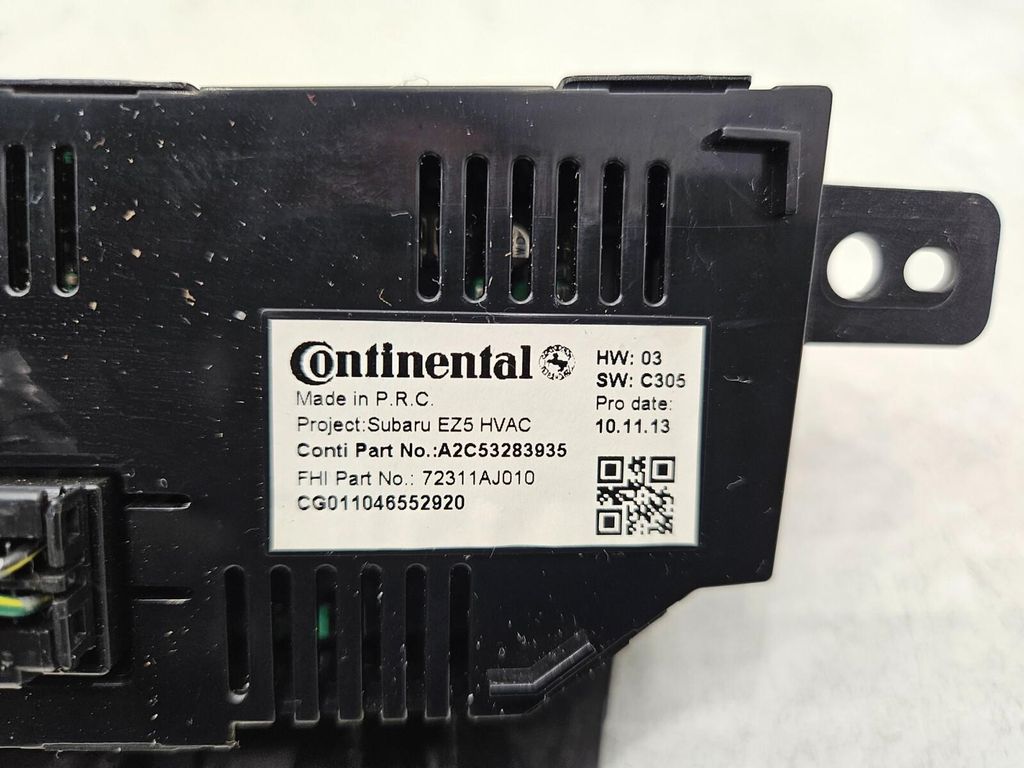 Continental
Made in P.R.C.
Project:Subaru EZ5 HVAC
Conti Part No.:A2C53283935
FHI Part No.: 72311AJ010
CG011046552920
HW: 03
SW: C305
Pro date:
10.11.13